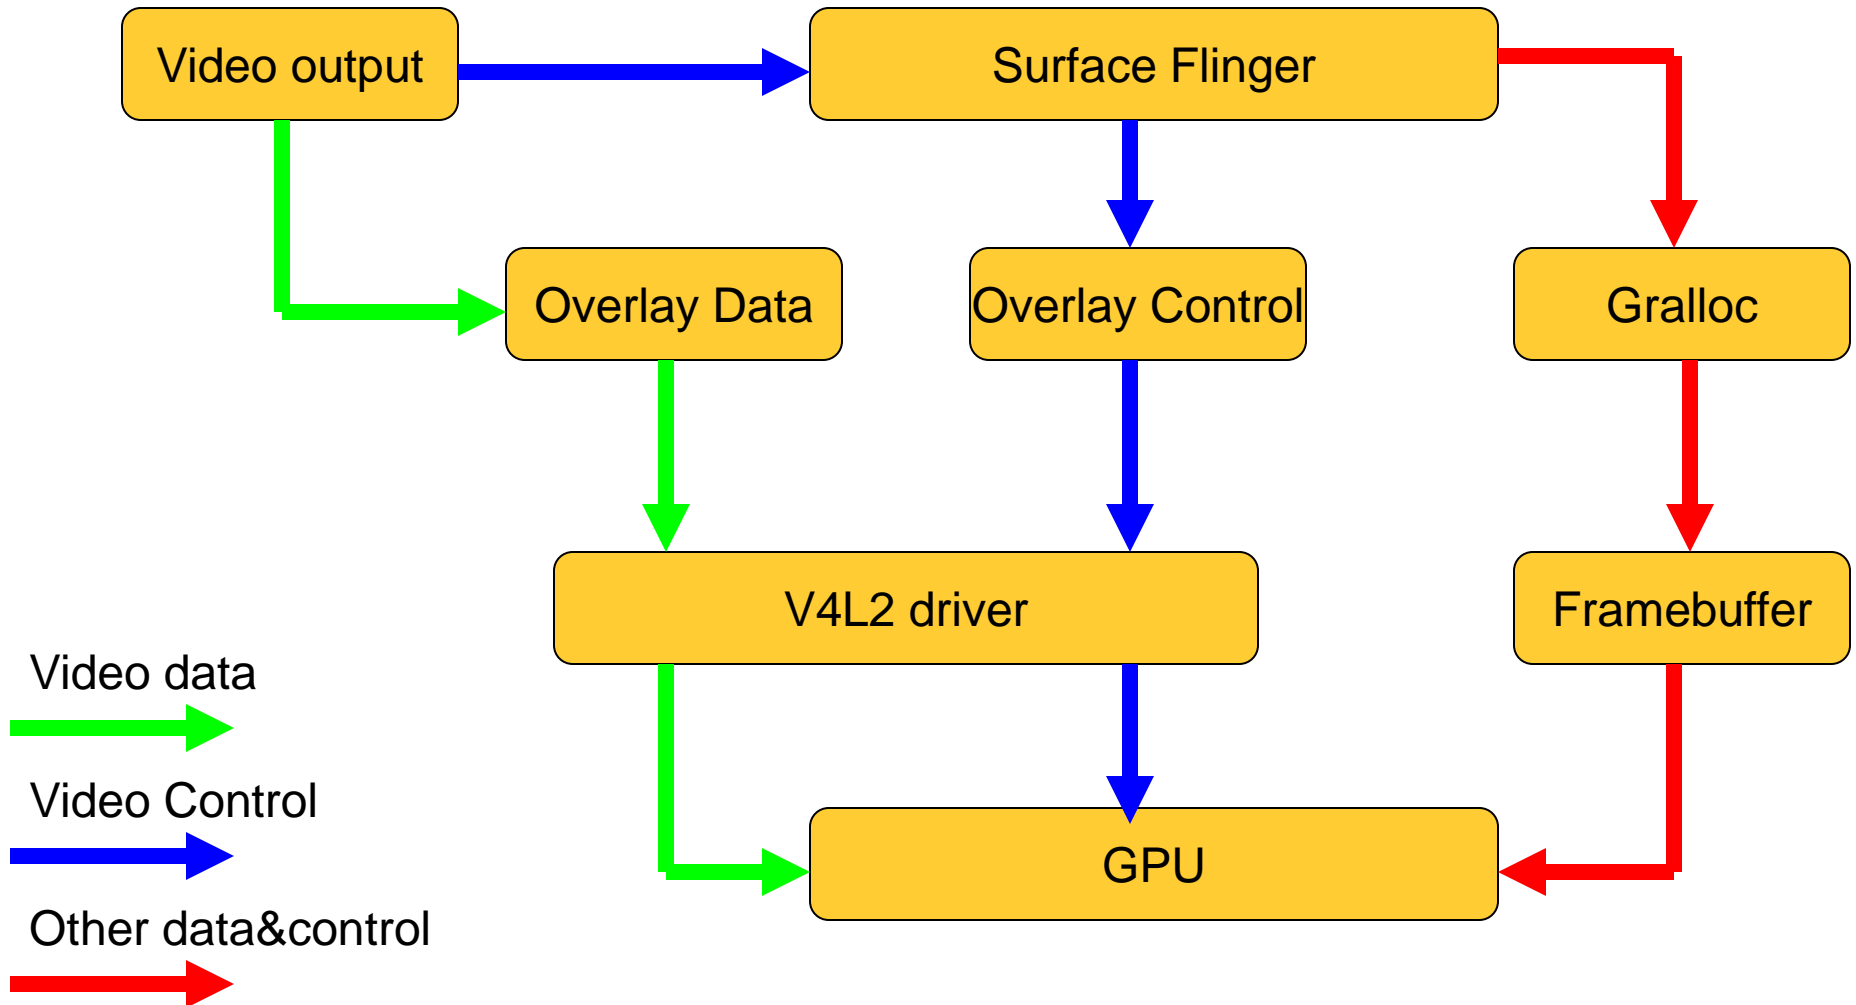 Video output
Surface Flinger
Overlay Data
Overlay Control
Gralloc
V4L2 driver
Framebuffer
Video data
Video Control
GPU
Other data&control